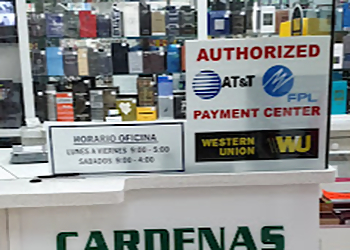 AUTHORIZED
AT&T
FPL
PAYMENT CENTER
WESTERN UNION WU
HORARIO OFICINA
LUNES A VIERNES 9:00 - 5:00
SABADOS 9:00 - 4:00
CARDENAS